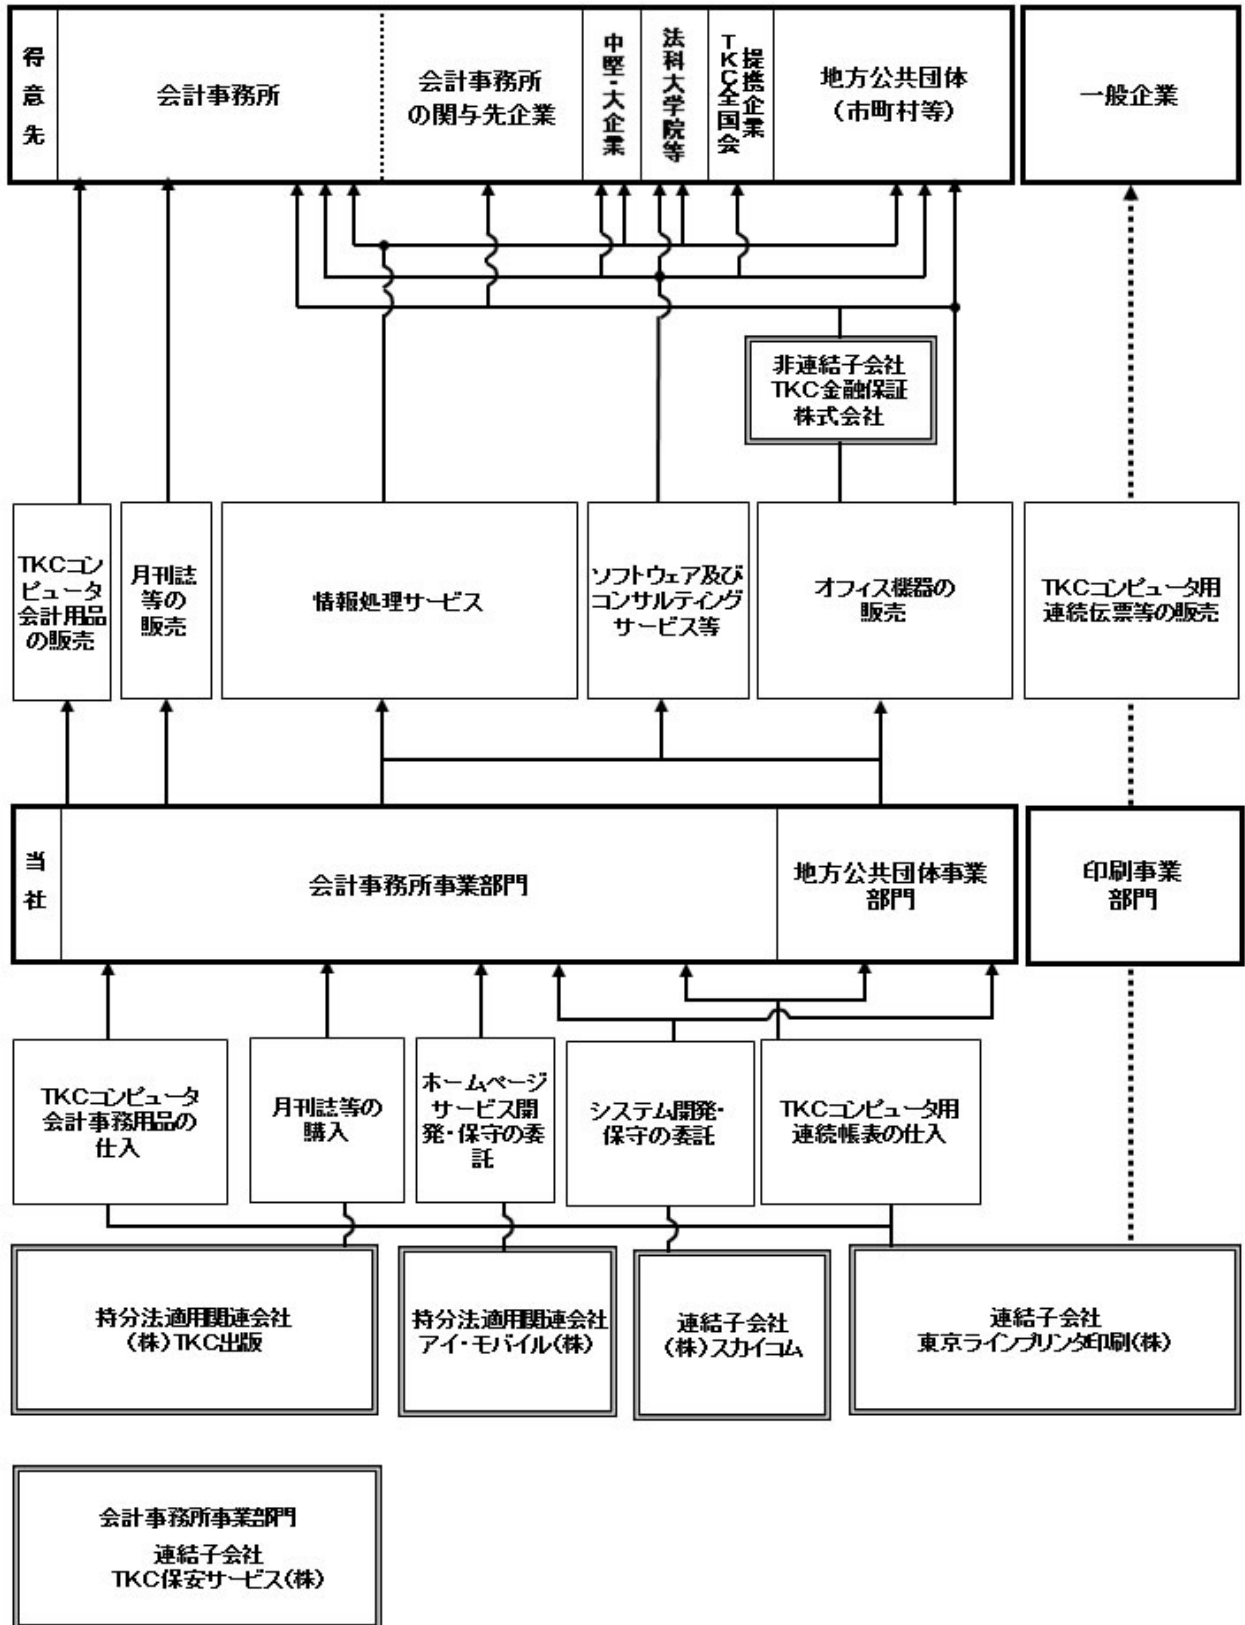 得意先
会計事務所
会計事務所
の関与先企業
中堅・大企業
法科大学院等
TKC全国会
提携企業
地方公共団体
(市町村等)
一般企業
非連結子会社
TKC金融保証
株式会社
TKCコン
ピュータ
会計用品
の販売
月刊誌
等の
販売
情報処理サービス
ソフトウェア及び
コンサルティング
サービス等
オフィス機器の
販売
TKCコンピュータ用
連続伝票等の販売
当社
会計事務所事業部門
地方公共団体事業
部門
印刷事業
部門
TKCコンピュータ
会計事務用品の
仕入
月刊誌等の
購入
ホームページ
サービス開
発・保守の委
託
システム開発・
保守の委託
TKCコンピュータ用
連続帳表の仕入
持分法適用関連会社
(株)TKC出版
持分法適用関連会社
アイ・モバイル(株)
連結子会社
(株)スカイコム
連結子会社
東京ラインプリンタ印刷(株)
会計事務所事業部門
連結子会社
TKC保安サービス(株)